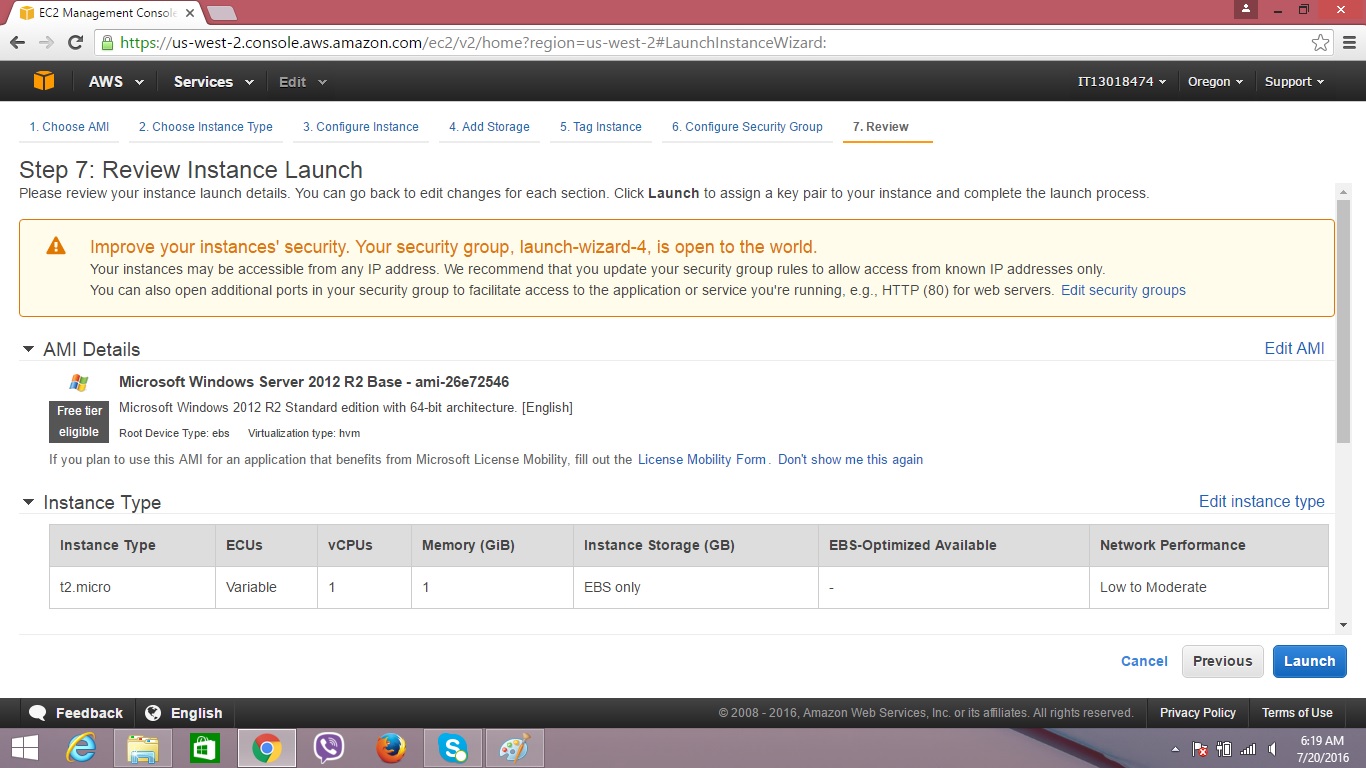 EC2 Management Console
https://us-west-2.console.aws.amazon.com/ec2/v2/home?region=us-west-2#LaunchInstanceWizard:
AWS Services Edit IT13018474 Oregon Support
1. Choose AMI 2. Choose Instance Type 3. Configure Instance 4. Add Storage 5. Tag Instance 6. Configure Security Group 7. Review
Step 7: Review Instance Launch
Please review your instance launch details. You can go back to edit changes for each section. Click Launch to assign a key pair to your instance and complete the launch process.
Improve your instances' security. Your security group, launch-wizard-4, is open to the world.
Your instances may be accessible from any IP address. We recommend that you update your security group rules to allow access from known IP addresses only.
You can also open additional ports in your security group to facilitate access to the application or service you're running, e.g., HTTP (80) for web servers. Edit security groups
AMI Details Edit AMI
Microsoft Windows Server 2012 R2 Base - ami-26e72546
Free tier eligible
Microsoft Windows 2012 R2 Standard edition with 64-bit architecture. [English]
Root Device Type: ebs Virtualization type: hvm
If you plan to use this AMI for an application that benefits from Microsoft License Mobility, fill out the License Mobility Form. Don't show me this again
Instance Type Edit instance type
Instance Type ECUs vCPUs Memory (GiB) Instance Storage (GB) EBS-Optimized Available Network Performance
t2.micro Variable 1 1 EBS only - Low to Moderate
Cancel Previous Launch
Feedback English © 2008 - 2016, Amazon Web Services, Inc. or its affiliates. All rights reserved. Privacy Policy Terms of Use
6:19 AM
7/20/2016